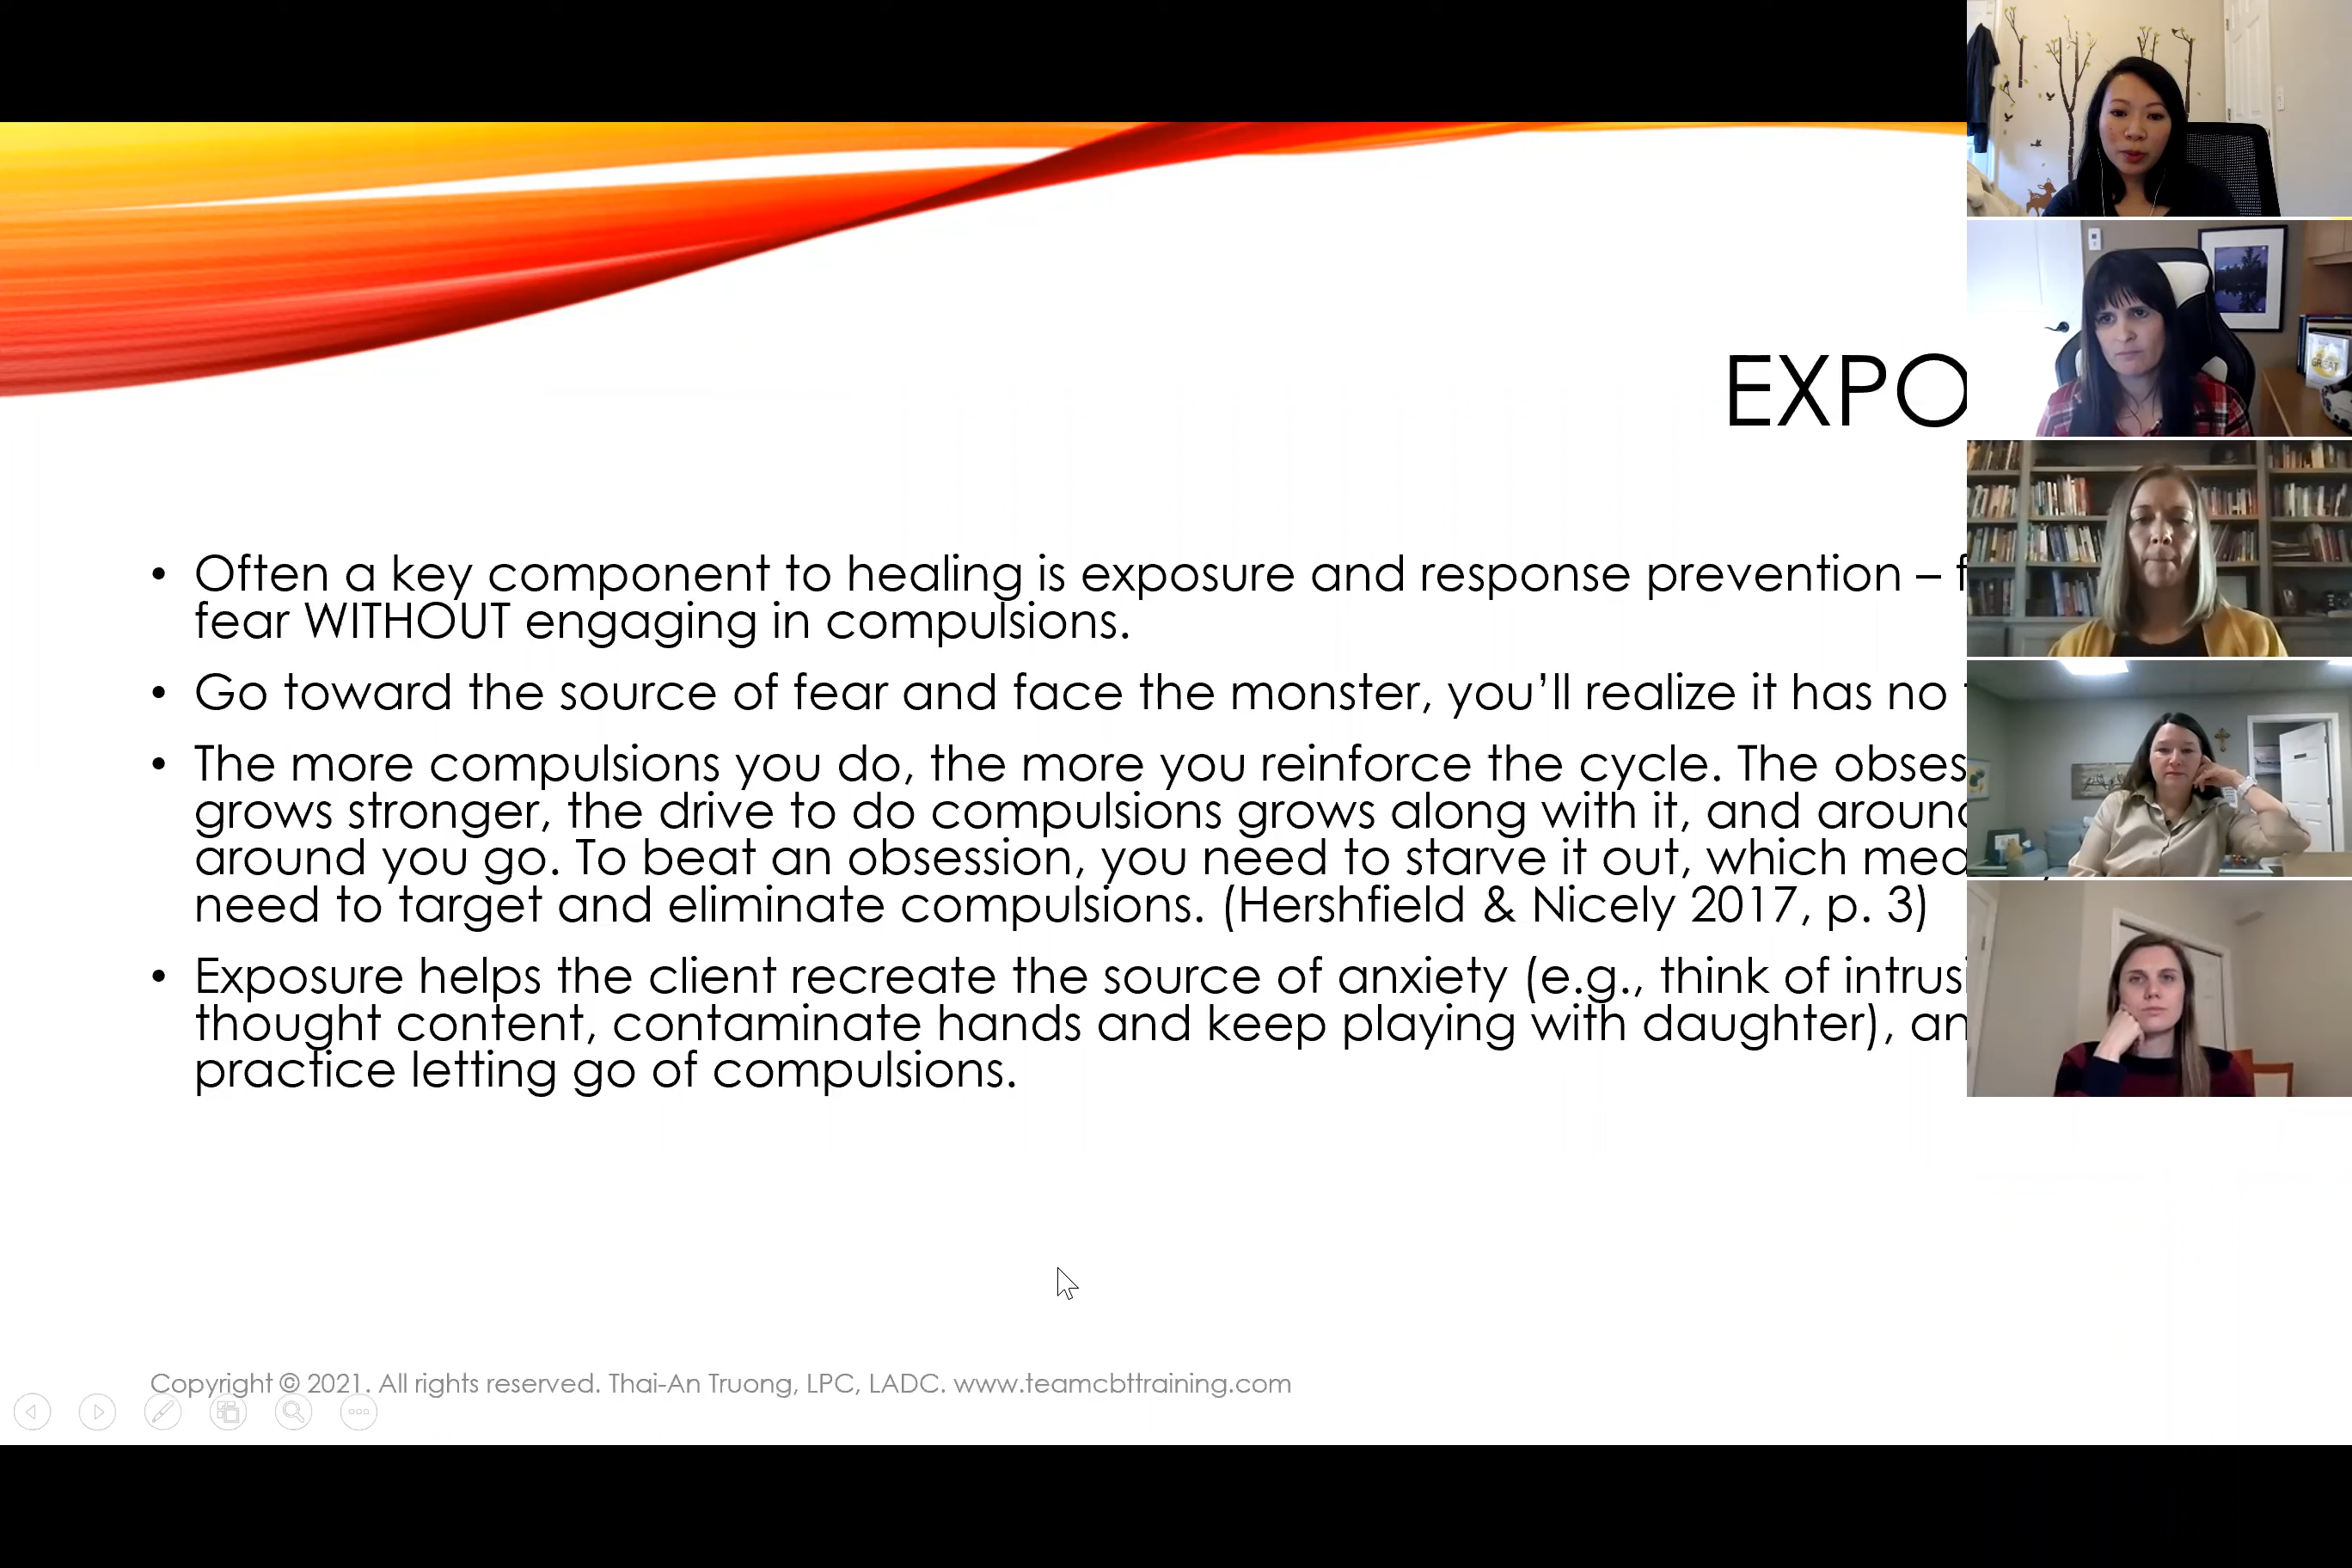 EXPO
• Often a key component to healing is exposure and response prevention –
fear WITHOUT engaging in compulsions.
• Go toward the source of fear and face the monster, you'll realize it has no
• The more compulsions you do, the more you reinforce the cycle. The obses
grows stronger, the drive to do compulsions grows along with it, and around
around you go. To beat an obsession, you need to starve it out, which mea
need to target and eliminate compulsions. (Hershfield & Nicely 2017, p. 3)
• Exposure helps the client recreate the source of anxiety (e.g., think of intrusi
thought content, contaminate hands and keep playing with daughter), an
practice letting go of compulsions.
Copyright © 2021. All rights reserved. Thai-An Truong, LPC, LADC. www.teamcbttraining.com